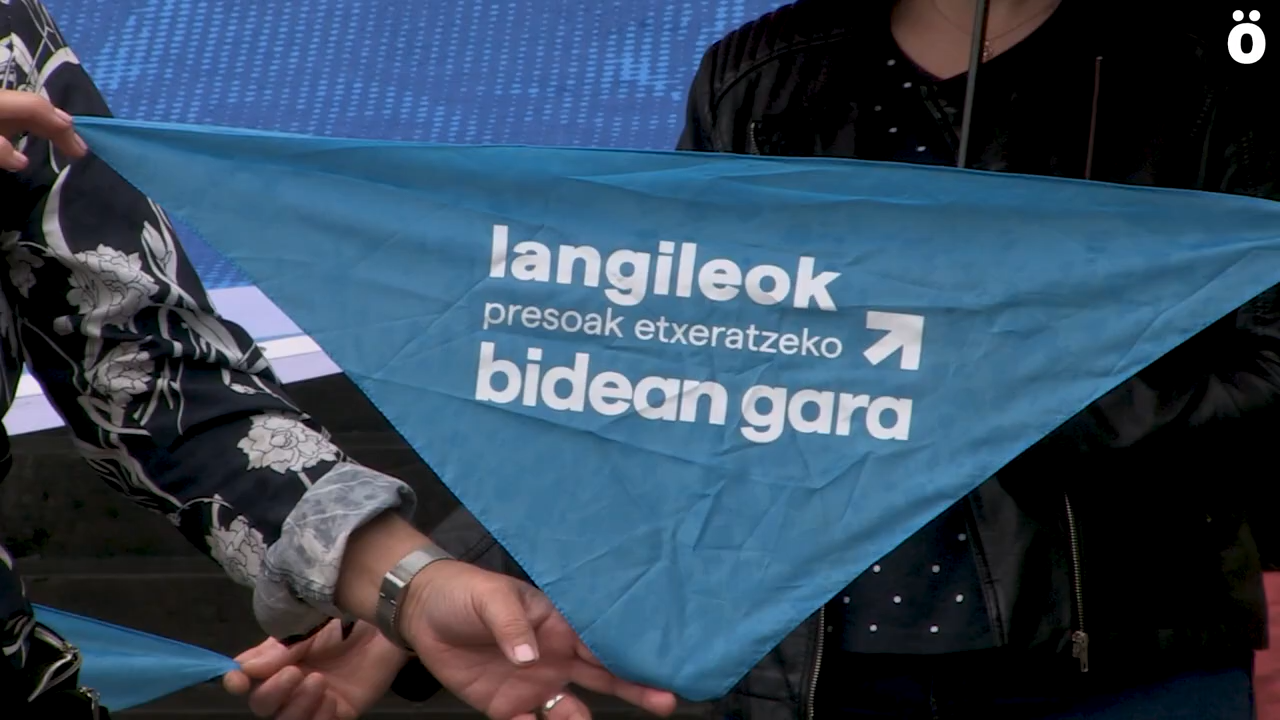 langileok
presoak etxeratzeko
bidean gara
ö